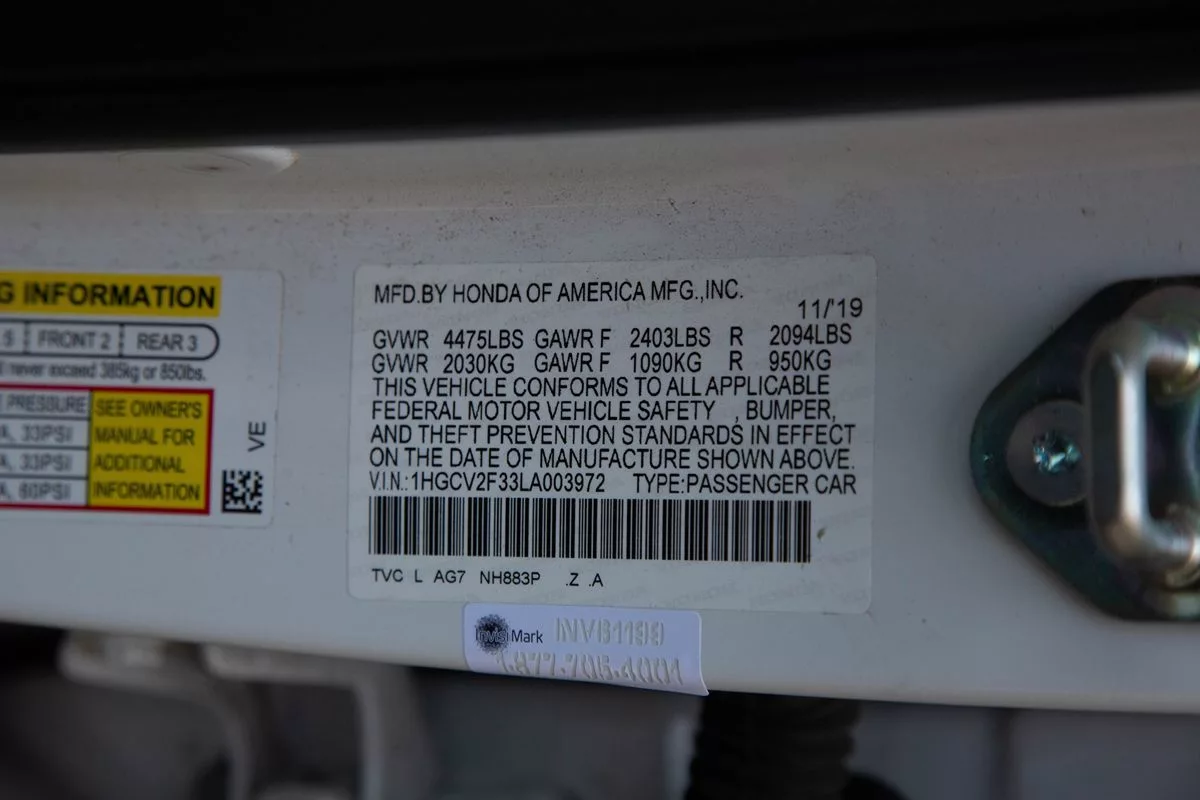 G INFORMATION
5 FRONT 2 REAR 3
never exceed 385kg or 850lbs.
PRESSURE SEE OWNER'S
33PSI MANUAL FOR
33PSI ADDITIONAL
60PSI INFORMATION
VE
MFD.BY HONDA OF AMERICA MFG.,INC.
11/'19
GVWR 4475LBS GAWR F 2403LBS R 2094LBS
GVWR 2030KG GAWR F 1090KG R 950KG
THIS VEHICLE CONFORMS TO ALL APPLICABLE
FEDERAL MOTOR VEHICLE SAFETY , BUMPER,
AND THEFT PREVENTION STANDARDS IN EFFECT
ON THE DATE OF MANUFACTURE SHOWN ABOVE.
V.I.N.:1HGCV2F33LA003972 TYPE:PASSENGER CAR
TVC L AG7 NH883P .Z .A
INVIS Mark